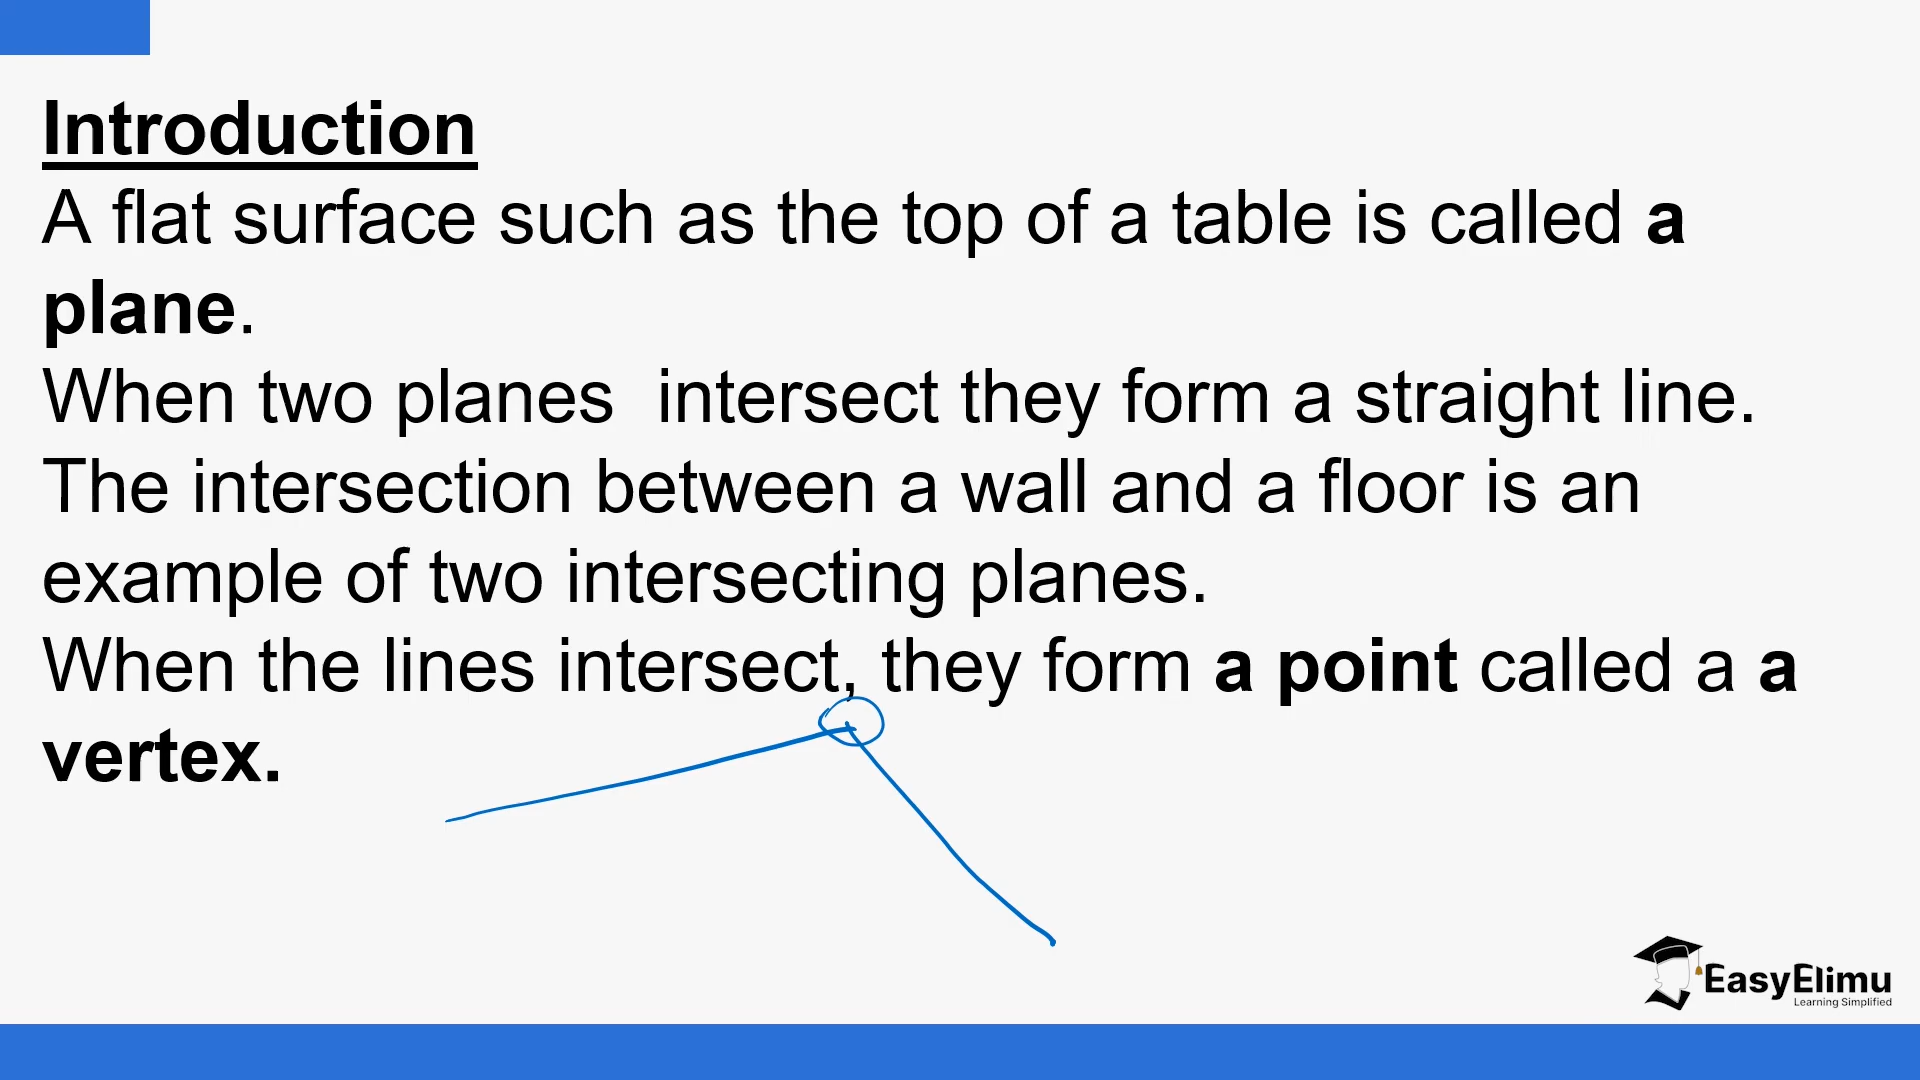 Introduction
A flat surface such as the top of a table is called a
plane.
When two planes  intersect they form a straight line.
The intersection between a wall and a floor is an
example of two intersecting planes.
When the lines intersect, they form a point called a a
vertex.
EasyElimu
Learning Simplified